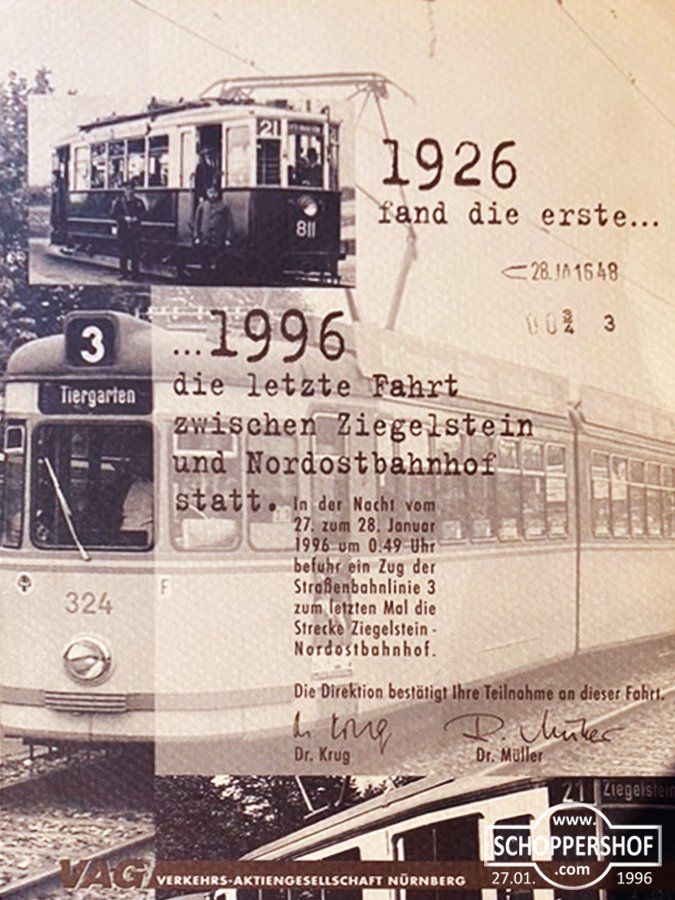 21
811
1926
fand die erste...
28.JA1648
00 3/4 3
3
Tiergarten
...1996
die letzte Fahrt
zwischen Ziegelstein
und Nordostbahnhof
statt.
In der Nacht vom
27. zum 28. Januar
1996 um 0.49 Uhr
befuhr ein Zug der
Straßenbahnlinie 3
zum letzten Mal die
Strecke Ziegelstein-
Nordostbahnhof.
F
324
Die Direktion bestätigt Ihre Teilnahme an dieser Fahrt.
Dr. Krug
Dr. Müller
21 Ziegelstein
VAG VERKEHRS-AKTIENGESELLSCHAFT NÜRNBERG
www.
SCHOPPERSHOF
.com
27.01. 1996